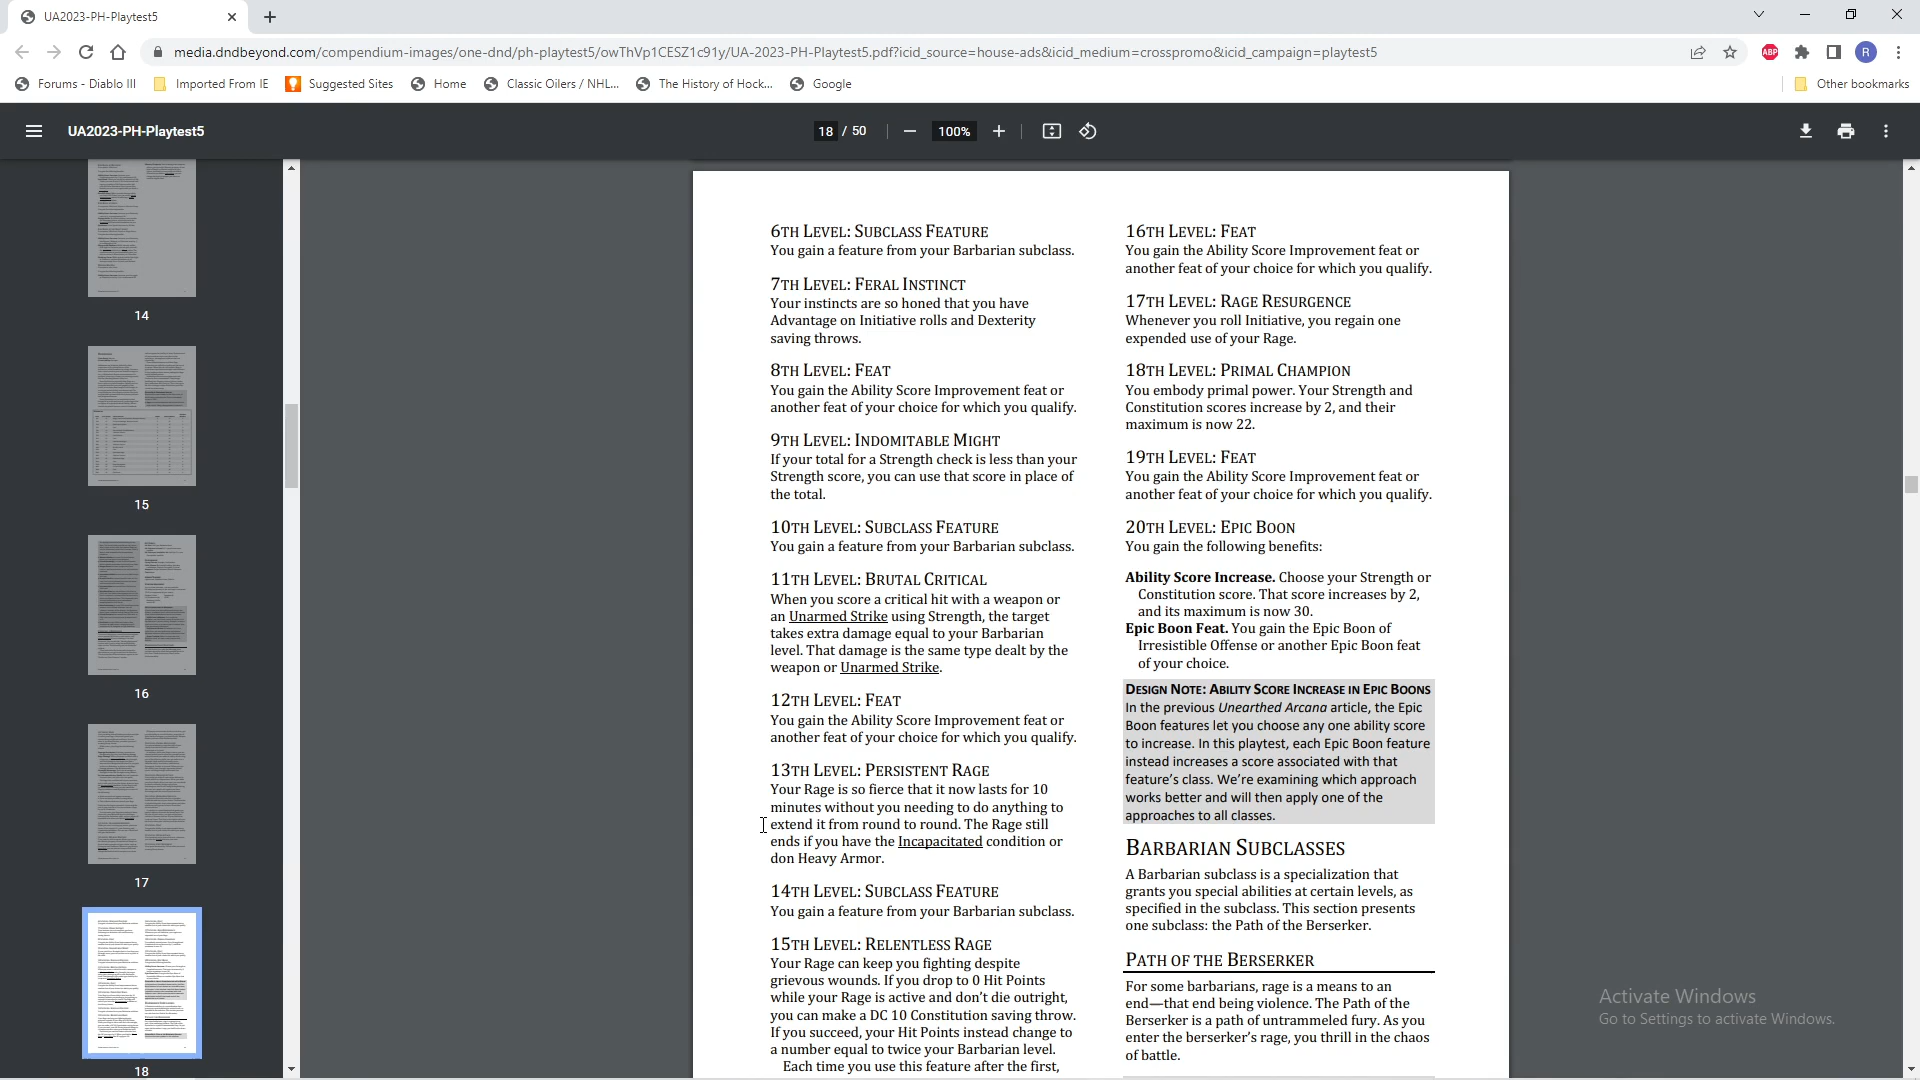 UA2023-PH-Playtest5
media.dndbeyond.com/compendium-images/one-dnd/ph-playtest5/owThVp1CESZ1c91y/UA-2023-PH-Playtest5.pdf?icid_source=house-ads&icid_medium=crosspromo&icid_campaign=playtest5
ABP
R
Forums - Diablo III
Imported From IE
Suggested Sites
Home
Classic Oilers / NHL...
The History of Hock...
Google
Other bookmarks
UA2023-PH-Playtest5
18 / 50
100%
14
15
16
17
18
6TH LEVEL: SUBCLASS FEATURE
You gain a feature from your Barbarian subclass.
7TH LEVEL: FERAL INSTINCT
Your instincts are so honed that you have
Advantage on Initiative rolls and Dexterity
saving throws.
8TH LEVEL: FEAT
You gain the Ability Score Improvement feat or
another feat of your choice for which you qualify.
9TH LEVEL: INDOMITABLE MIGHT
If your total for a Strength check is less than your
Strength score, you can use that score in place of
the total.
10TH LEVEL: SUBCLASS FEATURE
You gain a feature from your Barbarian subclass.
11TH LEVEL: BRUTAL CRITICAL
When you score a critical hit with a weapon or
an Unarmed Strike using Strength, the target
takes extra damage equal to your Barbarian
level. That damage is the same type dealt by the
weapon or Unarmed Strike.
12TH LEVEL: FEAT
You gain the Ability Score Improvement feat or
another feat of your choice for which you qualify.
13TH LEVEL: PERSISTENT RAGE
Your Rage is so fierce that it now lasts for 10
minutes without you needing to do anything to
extend it from round to round. The Rage still
ends if you have the Incapacitated condition or
don Heavy Armor.
14TH LEVEL: SUBCLASS FEATURE
You gain a feature from your Barbarian subclass.
15TH LEVEL: RELENTLESS RAGE
Your Rage can keep you fighting despite
grievous wounds. If you drop to 0 Hit Points
while your Rage is active and don't die outright,
you can make a DC 10 Constitution saving throw.
If you succeed, your Hit Points instead change to
a number equal to twice your Barbarian level.
Each time you use this feature after the first,
16TH LEVEL: FEAT
You gain the Ability Score Improvement feat or
another feat of your choice for which you qualify.
17TH LEVEL: RAGE RESURGENCE
Whenever you roll Initiative, you regain one
expended use of your Rage.
18TH LEVEL: PRIMAL CHAMPION
You embody primal power. Your Strength and
Constitution scores increase by 2, and their
maximum is now 22.
19TH LEVEL: FEAT
You gain the Ability Score Improvement feat or
another feat of your choice for which you qualify.
20TH LEVEL: EPIC BOON
You gain the following benefits:
Ability Score Increase. Choose your Strength or
Constitution score. That score increases by 2,
and its maximum is now 30.
Epic Boon Feat. You gain the Epic Boon of
Irresistible Offense or another Epic Boon feat
of your choice.
DESIGN NOTE: ABILITY SCORE INCREASE IN EPIC BOONS
In the previous Unearthed Arcana article, the Epic
Boon features let you choose any one ability score
to increase. In this playtest, each Epic Boon feature
instead increases a score associated with that
feature's class. We're examining which approach
works better and will then apply one of the
approaches to all classes.
BARBARIAN SUBCLASSES
A Barbarian subclass is a specialization that
grants you special abilities at certain levels, as
specified in the subclass. This section presents
one subclass: the Path of the Berserker.
PATH OF THE BERSERKER
For some barbarians, rage is a means to an
end—that end being violence. The Path of the
Berserker is a path of untrammeled fury. As you
enter the berserker's rage, you thrill in the chaos
of battle.
Activate Windows
Go to Settings to activate Windows.